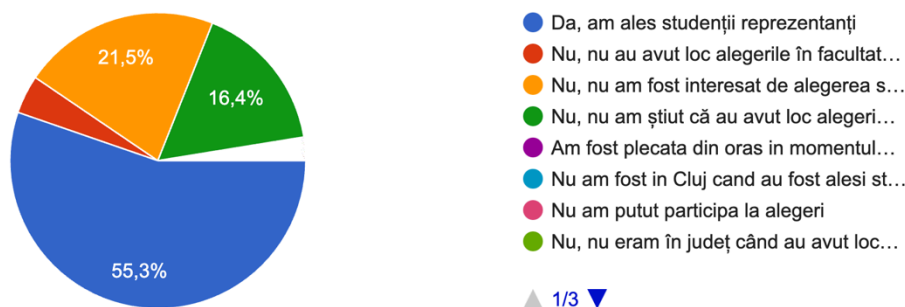 21,5%
16,4%
55,3%
Da, am ales studenții reprezentanți
Nu, nu au avut loc alegerile în facultat…
Nu, nu am fost interesat de alegerea s…
Nu, nu am știut că au avut loc alegeri…
Am fost plecata din oras in momentul…
Nu am fost in Cluj cand au fost alesi st…
Nu am putut participa la alegeri
Nu, nu eram în județ când au avut loc…
1/3